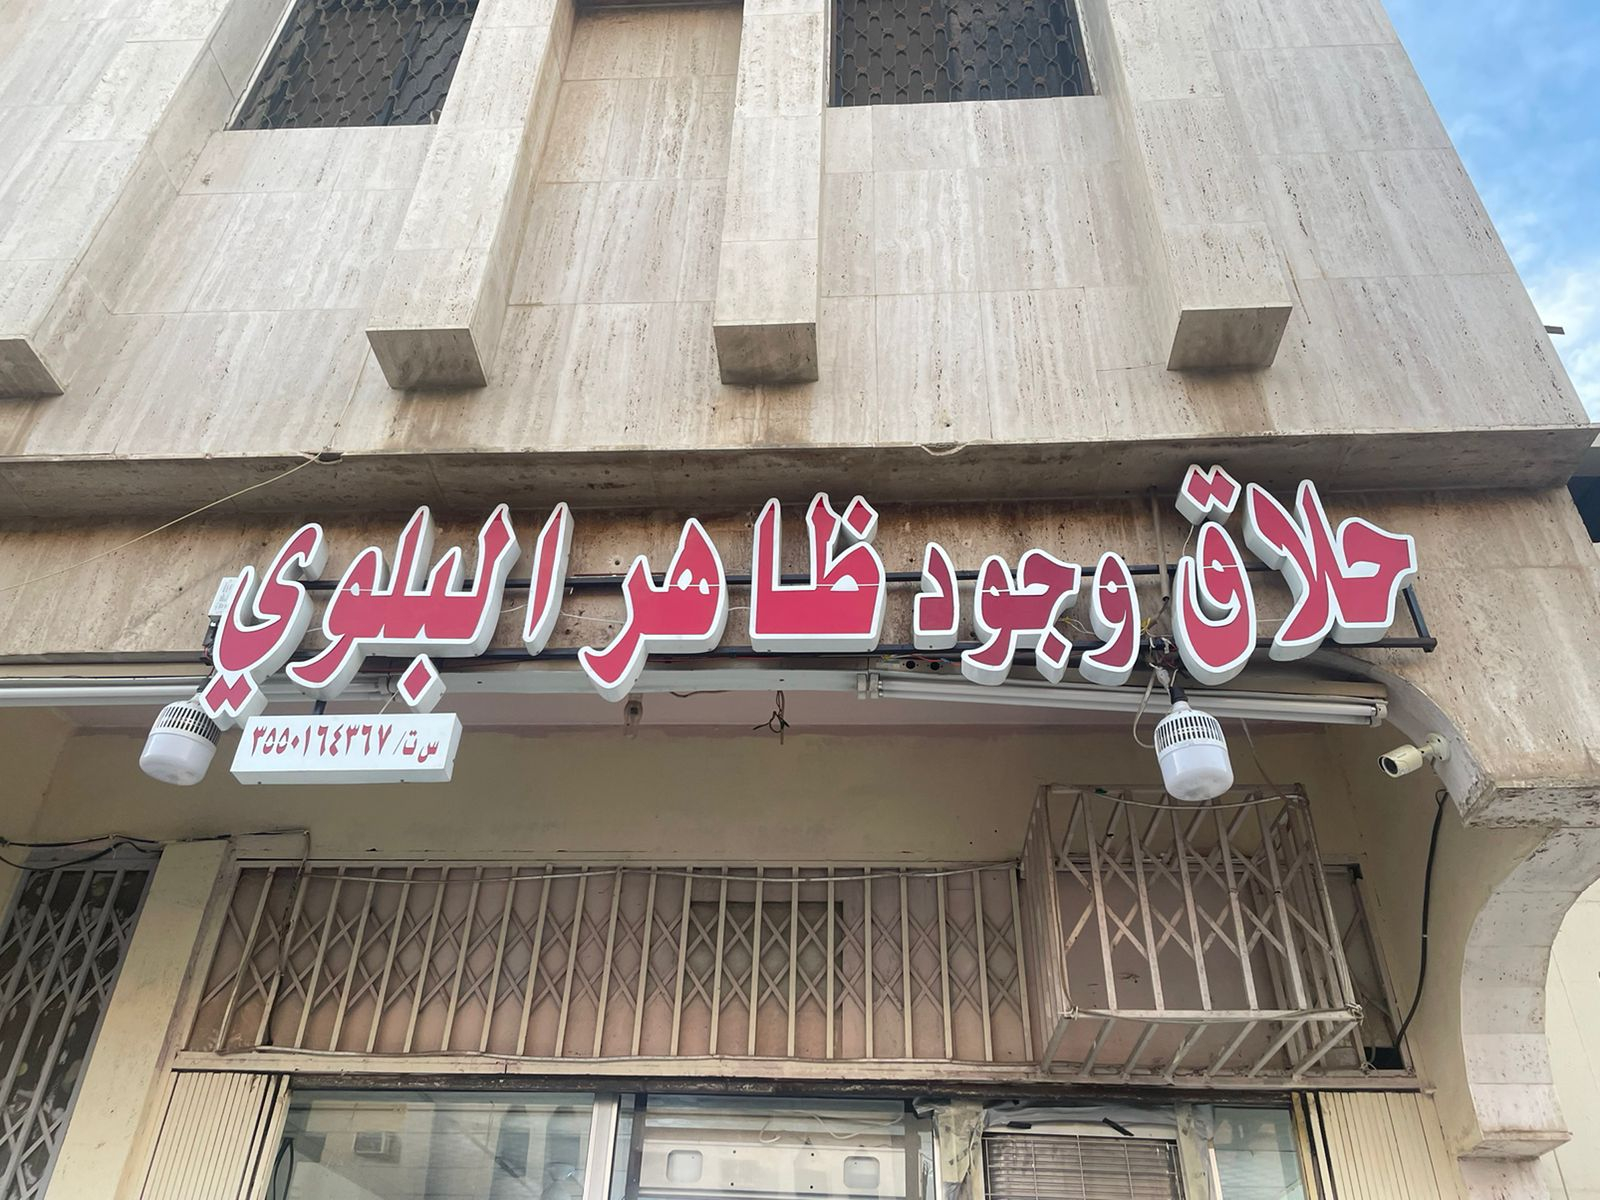 حلاق وجود ظاهر البلوي
س ت/ ٣٥٥٠١٦٤٣٦٧